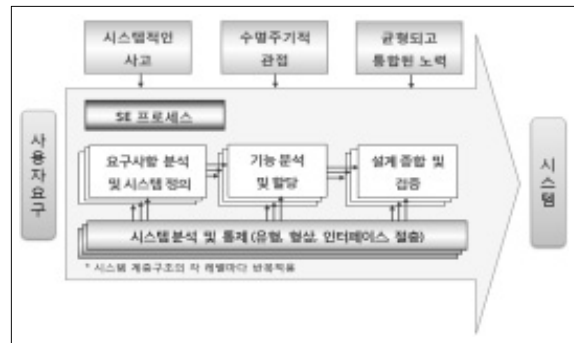 시스템적인
사고
수명주기적
관점
균형되고
통합된 노력
사용자요구
SE 프로세스
요구사항 분석
및 시스템 정의
기능 분석
및 할당
설계 종합 및
검증
시스템
시스템 분석 및 통제 (유형, 형상, 인터페이스, 절충)
* 시스템 계층구조의 각 레벨마다 반복적용